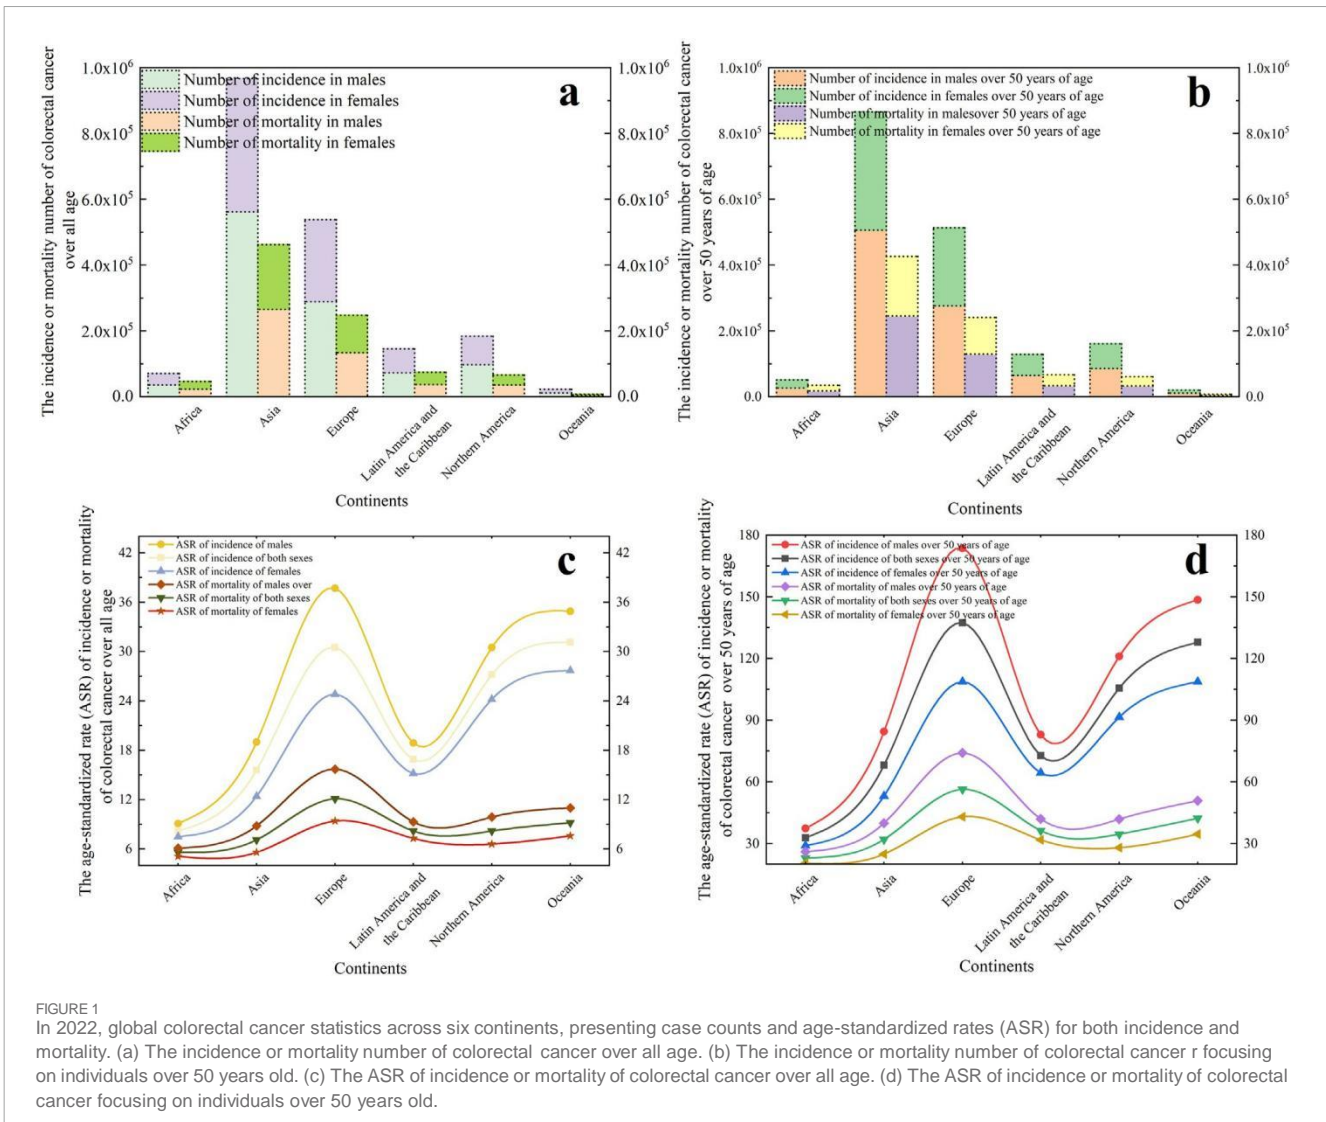 The incidence or mortality number of colorectal cancer
over all age
1.0x10⁶
8.0x10⁵
6.0x10⁵
4.0x10⁵
2.0x10⁵
0.0
Number of incidence in males
Number of incidence in females
Number of mortality in males
Number of mortality in females
a
1.0x10⁶
8.0x10⁵
6.0x10⁵
4.0x10⁵
2.0x10⁵
0.0
Africa
Asia
Europe
Latin America and
the Caribbean
Northern America
Oceania
Continents
The incidence or mortality number of colorectal cancer
over 50 years of age
1.0x10⁶
8.0x10⁵
6.0x10⁵
4.0x10⁵
2.0x10⁵
0.0
Number of incidence in males over 50 years of age
Number of incidence in females over 50 years of age
Number of mortality in malesover 50 years of age
Number of mortality in females over 50 years of age
b
1.0x10⁶
8.0x10⁵
6.0x10⁵
4.0x10⁵
2.0x10⁵
0.0
Africa
Asia
Europe
Latin America and
the Caribbean
Northern America
Oceania
Continents
The age-standardized rate (ASR) of incidence or mortality
of colorectal cancer over all age
42
36
30
24
18
12
6
ASR of incidence of males
ASR of incidence of both sexes
ASR of incidence of females
ASR of mortality of males over
ASR of mortality of both sexes
ASR of mortality of females
c
42
36
30
24
18
12
6
Africa
Asia
Europe
Latin America and
the Caribbean
Northern America
Oceania
Continents
The age-standardized rate (ASR) of incidence or mortality
of colorectal cancer over 50 years of age
180
150
120
90
60
30
ASR of incidence of males over 50 years of age
ASR of incidence of both sexes over 50 years of age
ASR of incidence of females over 50 years of age
ASR of mortality of males over 50 years of age
ASR of mortality of both sexes over 50 years of age
ASR of mortality of females over 50 years of age
d
180
150
120
90
60
30
Africa
Asia
Europe
Latin America and
the Caribbean
Northern America
Oceania
Continents
FIGURE 1
In 2022, global colorectal cancer statistics across six continents, presenting case counts and age-standardized rates (ASR) for both incidence and
mortality. (a) The incidence or mortality number of colorectal cancer over all age. (b) The incidence or mortality number of colorectal cancer r focusing
on individuals over 50 years old. (c) The ASR of incidence or mortality of colorectal cancer over all age. (d) The ASR of incidence or mortality of colorectal
cancer focusing on individuals over 50 years old.